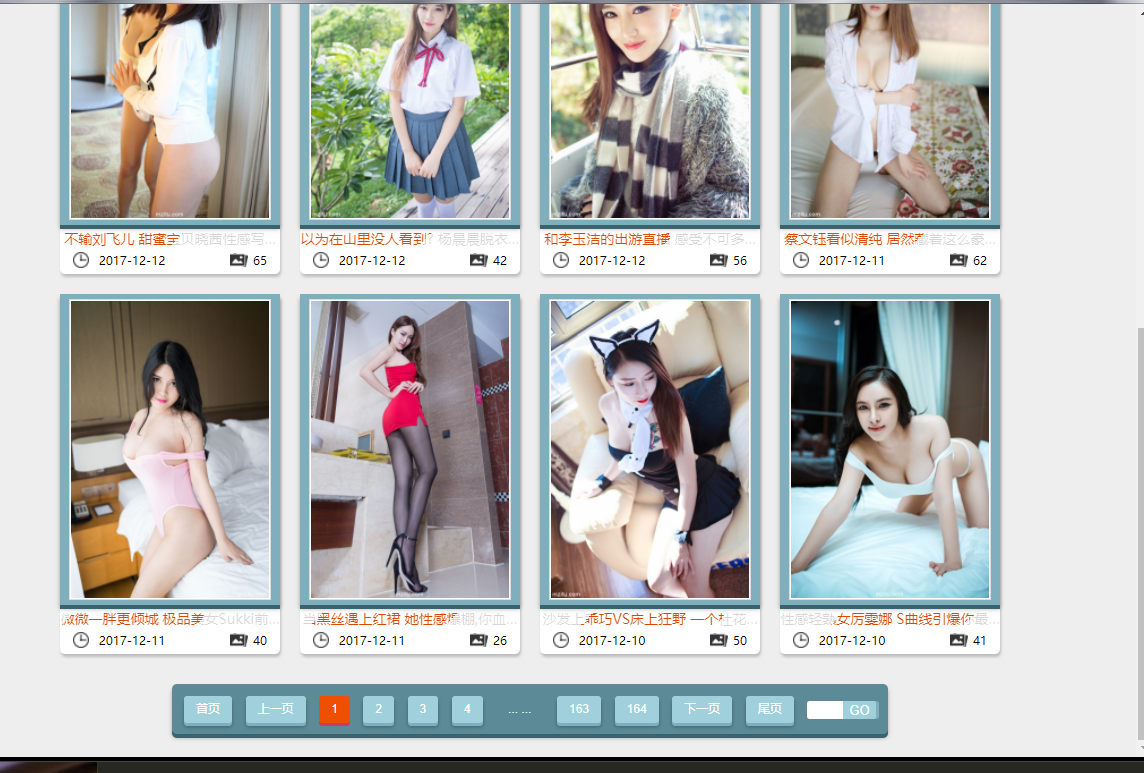 不输刘飞儿 甜蜜宝贝晓茜性感写...
以为在山里没人看到? 杨晨晨脱衣...
和李玉洁的出游直播 感受不可多...
蔡文钰看似清纯 居然藏着这么豪...
2017-12-12 65
2017-12-12 42
2017-12-12 56
2017-12-11 62
mzitu.com
mzitu.com
mzitu.com
微微一胖更倾城 极品美女Sukki前...
当黑丝遇上红裙 她性感爆棚,你血...
沙发上乖巧VS床上狂野 一个杜花...
性感轻熟女厉雯娜 S曲线引爆你最...
2017-12-11 40
2017-12-11 26
2017-12-10 50
2017-12-10 41
首页 上一页 1 2 3 4 ... ... 163 164 下一页 尾页 GO